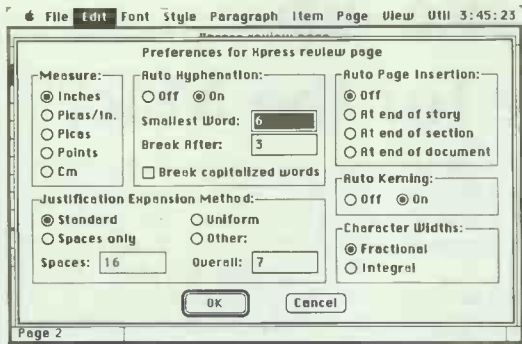 File Edit Font Style Paragraph Item Page View Util 3:45:23
Xpress review page
Preferences for Xpress review page
Measure:
Inches
Picas/In.
Picas
Points
Cm
Auto Hyphenation:
Off On
Smallest Word: 6
Break After: 3
Break capitalized words
Auto Page Insertion:
Off
At end of story
At end of section
At end of document
Auto Kerning:
Off On
Justification Expansion Method:
Standard Uniform
Spaces only Other:
Spaces: 16 Overall: 7
Character Widths:
Fractional
Integral
OK Cancel
Page 2